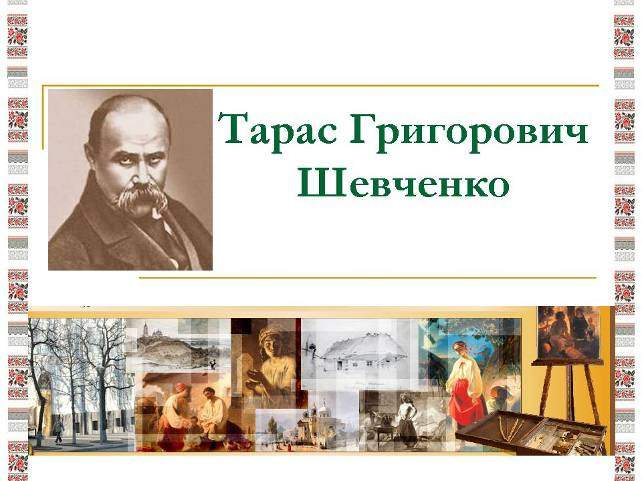 Тарас Григорович
Шевченко